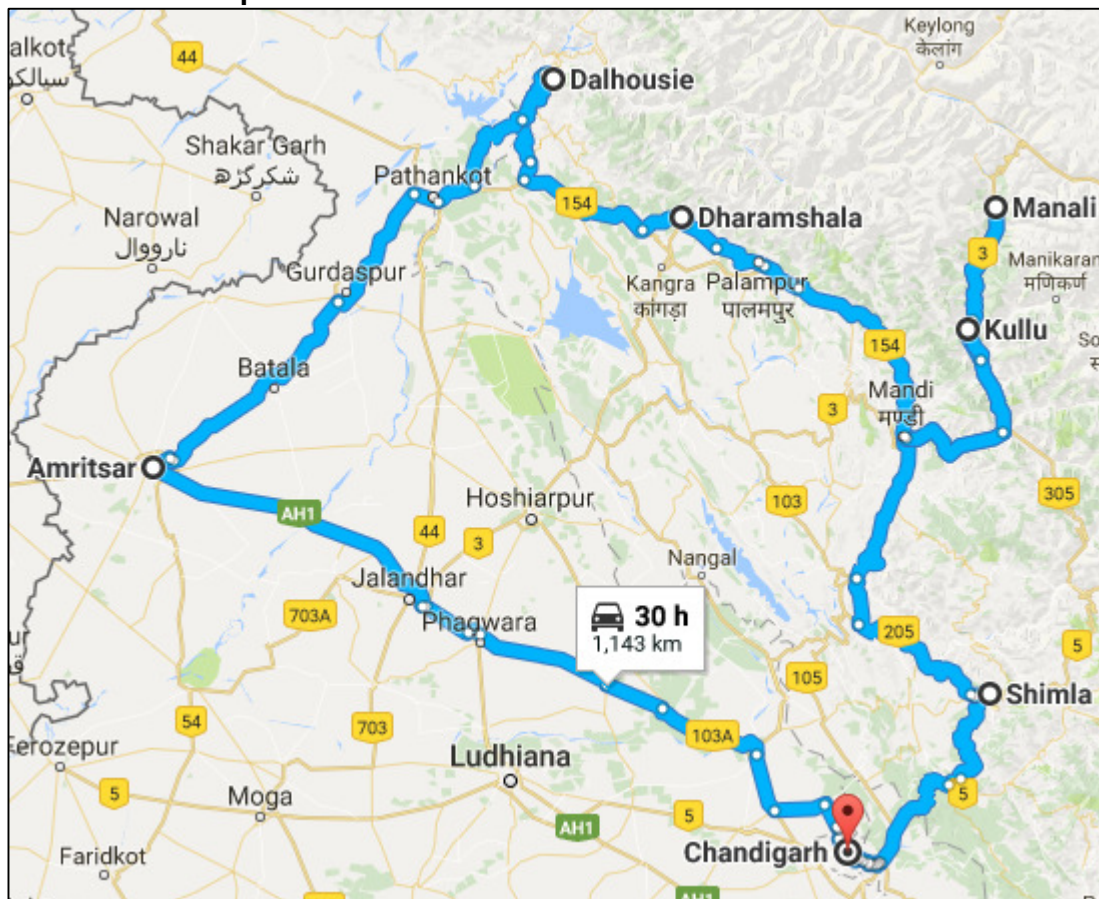 Keylong
केलांग
44
سیالکو
Dalhousie
Shakar Garh
شکرگڑھ
Pathankot
154
Dharamshala
Manali
Narowal
نارووال
3
Manikaran
मणिकर्ण
Gurdaspur
Kangra
कांगड़ा
Palampur
पालमपुर
Kullu
154
Batala
Mandi
मण्डी
3
Amritsar
Hoshiarpur
103
305
AH1
44
3
Nangal
Jalandhar
30 h
1,143 km
703A
Phagwara
205
5
105
Shimla
54
703
103A
Ludhiana
Ferozepur
5
Moga
5
5
AH1
Chandigarh
Faridkot
AH1